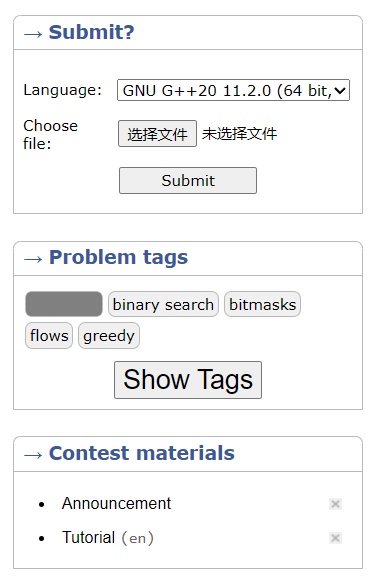 → Submit?
Language: GNU G++20 11.2.0 (64 bit,
Choose file: 选择文件 未选择文件
Submit
→ Problem tags
binary search bitmasks
flows greedy
Show Tags
→ Contest materials
• Announcement ×
• Tutorial (en) ×